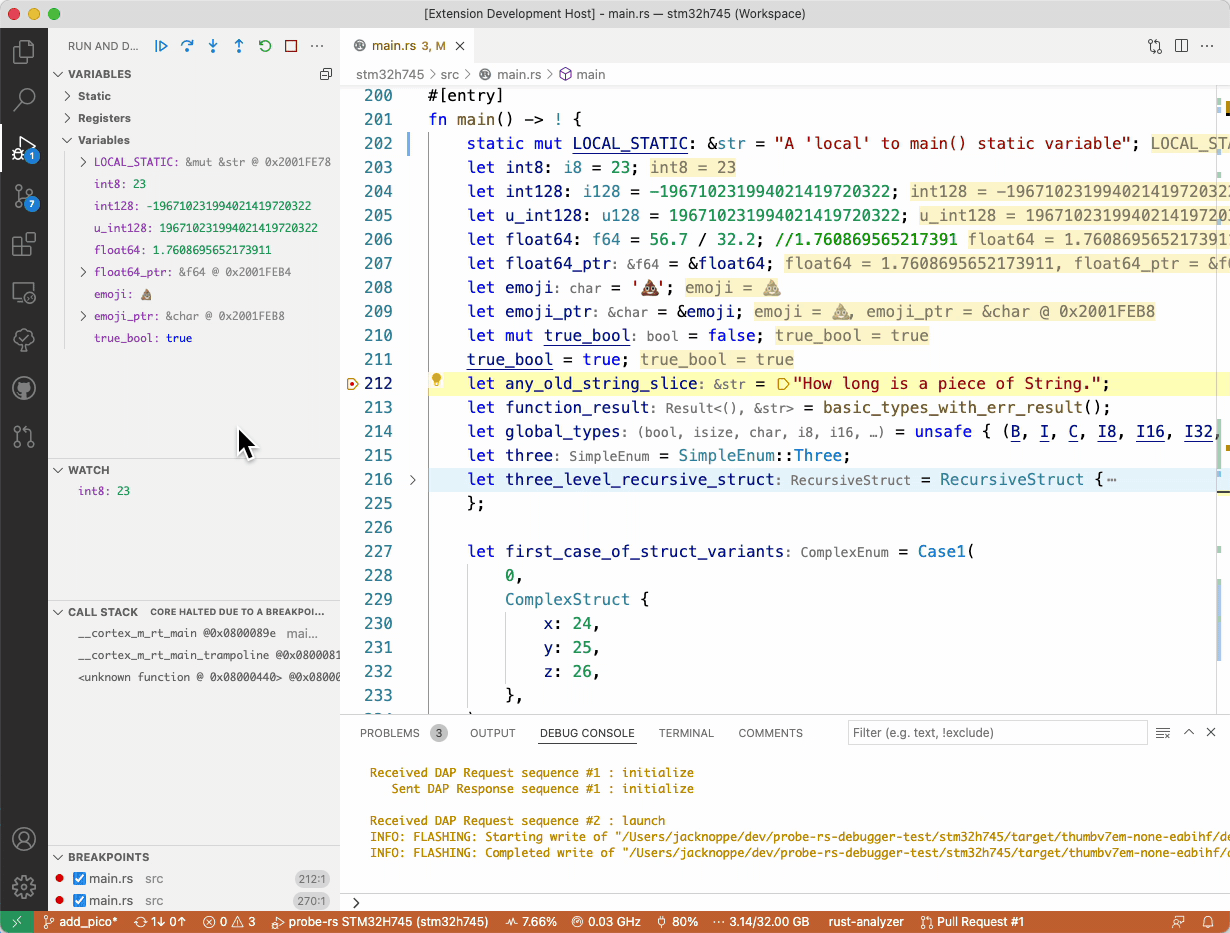 [Extension Development Host] - main.rs — stm32h745 (Workspace)
RUN AND D...
VARIABLES
Static
Registers
Variables
LOCAL_STATIC: &mut &str @ 0x2001FE78
int8: 23
int128: -196710231994021419720322
u_int128: 196710231994021419720322
float64: 1.7608695652173911
float64_ptr: &f64 @ 0x2001FEB4
emoji: 💩
emoji_ptr: &char @ 0x2001FEB8
true_bool: true
WATCH
int8: 23
CALL STACK CORE HALTED DUE TO A BREAKPOI...
__cortex_m_rt_main @0x0800089e mai...
__cortex_m_rt_main_trampoline @0x0800081
<unknown function @ 0x08000440> @0x08000
BREAKPOINTS
main.rs src 212:1
main.rs src 270:1
1
7
main.rs 3, M
stm32h745 > src > main.rs > main
200 #[entry]
201 fn main() -> ! {
202 static mut LOCAL_STATIC: &str = "A 'local' to main() static variable"; LOCAL_STA
203 let int8: i8 = 23; int8 = 23
204 let int128: i128 = -196710231994021419720322; int128 = -196710231994021419720322
205 let u_int128: u128 = 196710231994021419720322; u_int128 = 196710231994021419720
206 let float64: f64 = 56.7 / 32.2; //1.760869565217391 float64 = 1.7608695652173911
207 let float64_ptr: &f64 = &float64; float64 = 1.7608695652173911, float64_ptr = &f6
208 let emoji: char = '💩'; emoji = 💩
209 let emoji_ptr: &char = &emoji; emoji = 💩, emoji_ptr = &char @ 0x2001FEB8
210 let mut true_bool: bool = false; true_bool = true
211 true_bool = true; true_bool = true
212 let any_old_string_slice: &str = "How long is a piece of String.";
213 let function_result: Result<(), &str> = basic_types_with_err_result();
214 let global_types: (bool, isize, char, i8, i16, …) = unsafe { (B, I, C, I8, I16, I32,
215 let three: SimpleEnum = SimpleEnum::Three;
216 let three_level_recursive_struct: RecursiveStruct = RecursiveStruct {⋯
225 };
226
227 let first_case_of_struct_variants: ComplexEnum = Case1(
228 0,
229 ComplexStruct {
230 x: 24,
231 y: 25,
232 z: 26,
233 },
PROBLEMS 3 OUTPUT DEBUG CONSOLE TERMINAL COMMENTS Filter (e.g. text, !exclude)
Received DAP Request sequence #1 : initialize
Sent DAP Response sequence #1 : initialize
Received DAP Request sequence #2 : launch
INFO: FLASHING: Starting write of "/Users/jacknoppe/dev/probe-rs-debugger-test/stm32h745/target/thumbv7em-none-eabihf/de
INFO: FLASHING: Completed write of "/Users/jacknoppe/dev/probe-rs-debugger-test/stm32h745/target/thumbv7em-none-eabihf/d
add_pico* 1↓ 0↑ 0 3 probe-rs STM32H745 (stm32h745) 7.66% 0.03 GHz 80% 3.14/32.00 GB rust-analyzer Pull Request #1